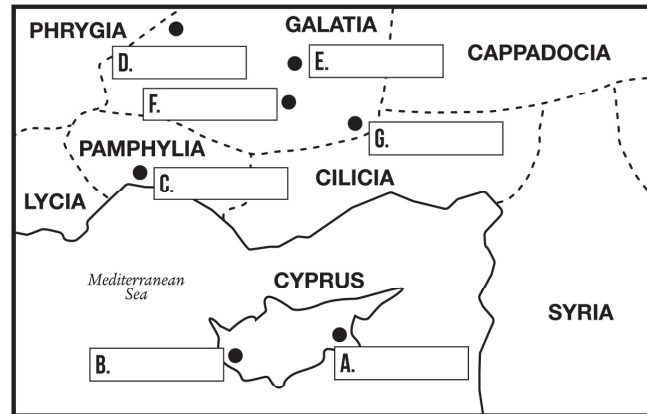 PHRYGIA
GALATIA
CAPPADOCIA
D.
E.
F.
G.
PAMPHYLIA
C.
CILICIA
LYCIA
Mediterranean
Sea
CYPRUS
SYRIA
B.
A.